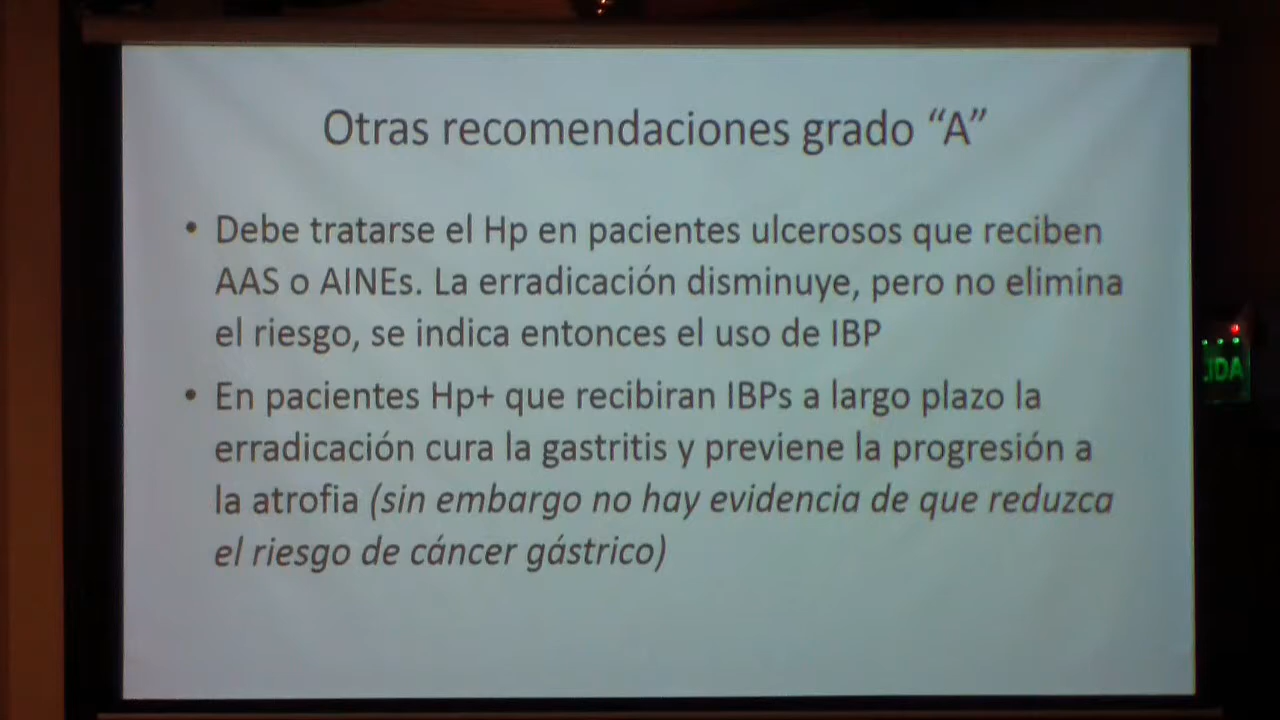 Otras recomendaciones grado “A”
• Debe tratarse el Hp en pacientes ulcerosos que reciben
AAS o AINEs. La erradicación disminuye, pero no elimina
el riesgo, se indica entonces el uso de IBP
• En pacientes Hp+ que recibiran IBPs a largo plazo la
erradicación cura la gastritis y previene la progresión a
la atrofia (sin embargo no hay evidencia de que reduzca
el riesgo de cáncer gástrico)
IDA